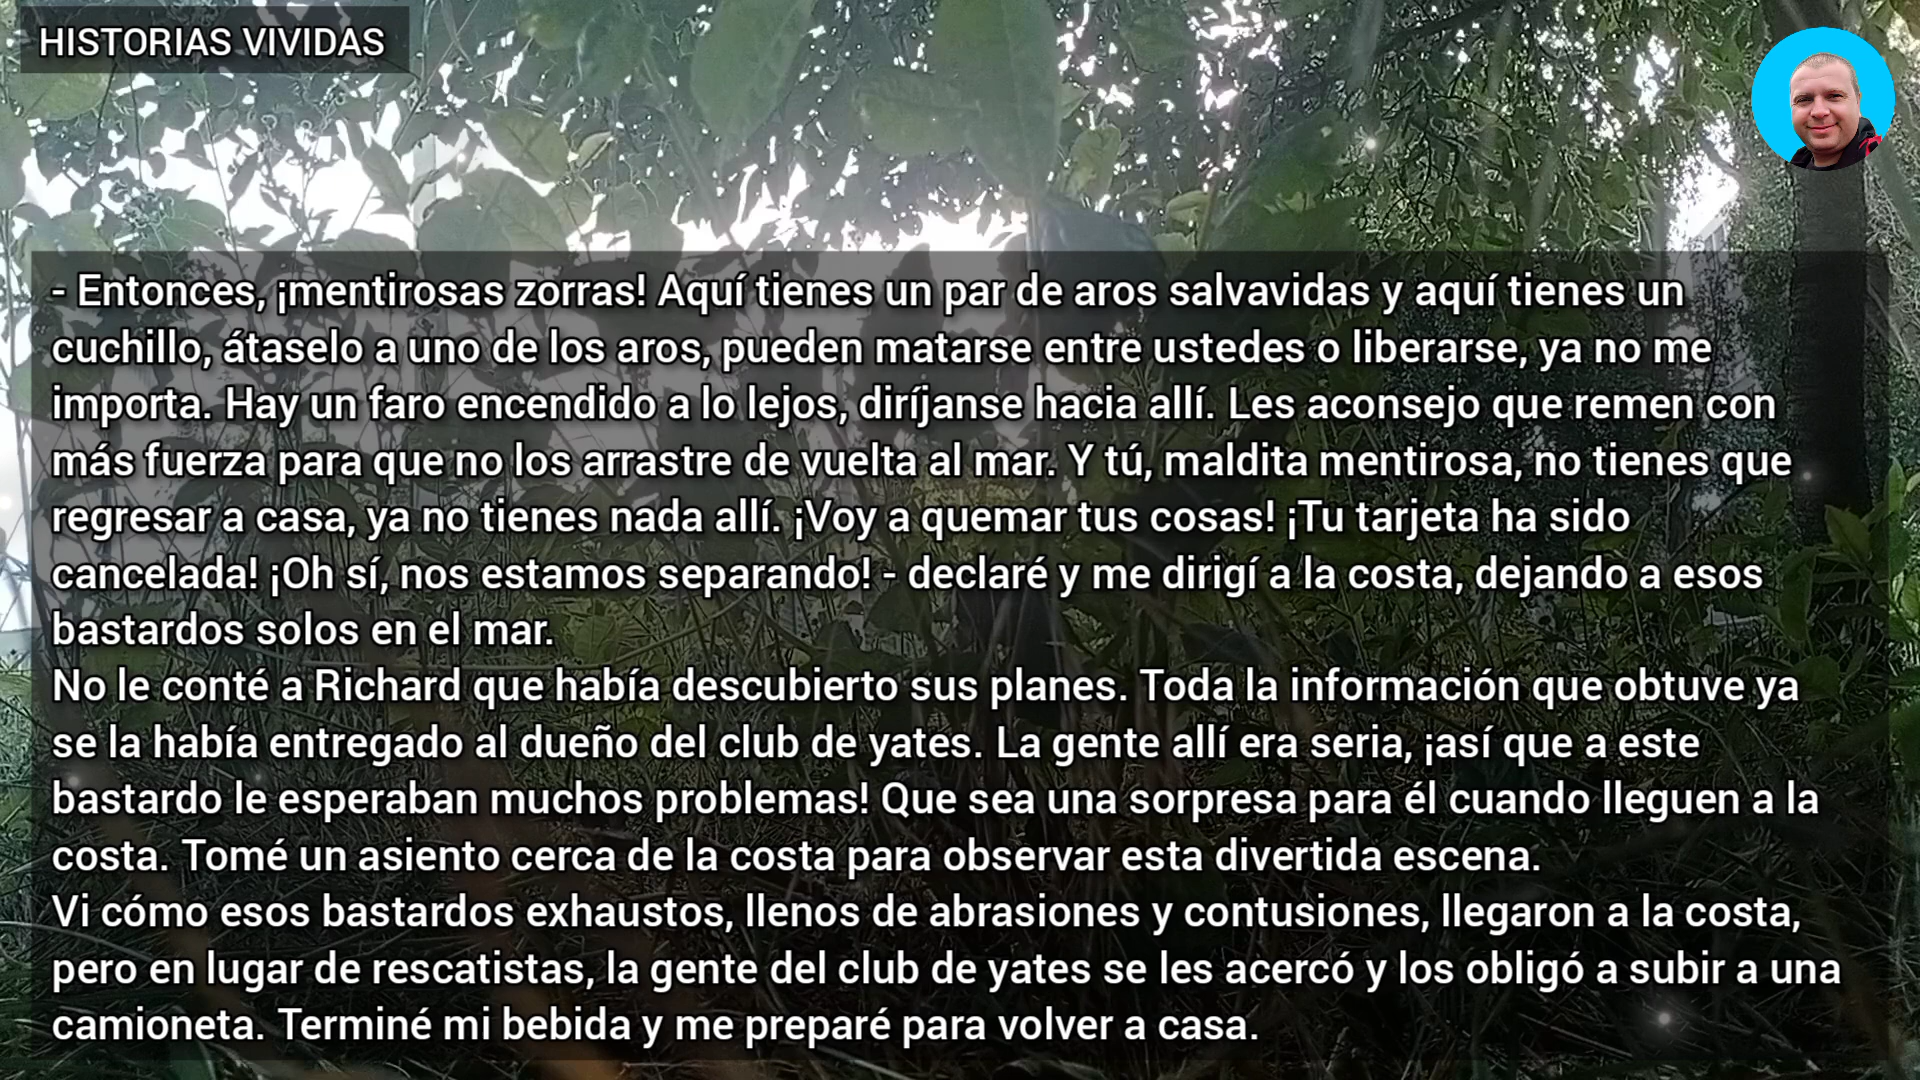 HISTORIAS VIVIDAS
- Entonces, ¡mentirosas zorras! Aquí tienes un par de aros salvavidas y aquí tienes un
cuchillo, átaselo a uno de los aros, pueden matarse entre ustedes o liberarse, ya no me
importa. Hay un faro encendido a lo lejos, diríjanse hacia allí. Les aconsejo que remen con
más fuerza para que no los arrastre de vuelta al mar. Y tú, maldita mentirosa, no tienes que
regresar a casa, ya no tienes nada allí. ¡Voy a quemar tus cosas! ¡Tu tarjeta ha sido
cancelada! ¡Oh sí, nos estamos separando! - declaré y me dirigí a la costa, dejando a esos
bastardos solos en el mar.
No le conté a Richard que había descubierto sus planes. Toda la información que obtuve ya
se la había entregado al dueño del club de yates. La gente allí era seria, ¡así que a este
bastardo le esperaban muchos problemas! Que sea una sorpresa para él cuando lleguen a la
costa. Tomé un asiento cerca de la costa para observar esta divertida escena.
Vi cómo esos bastardos exhaustos, llenos de abrasiones y contusiones, llegaron a la costa,
pero en lugar de rescatistas, la gente del club de yates se les acercó y los obligó a subir a una
camioneta. Terminé mi bebida y me preparé para volver a casa.